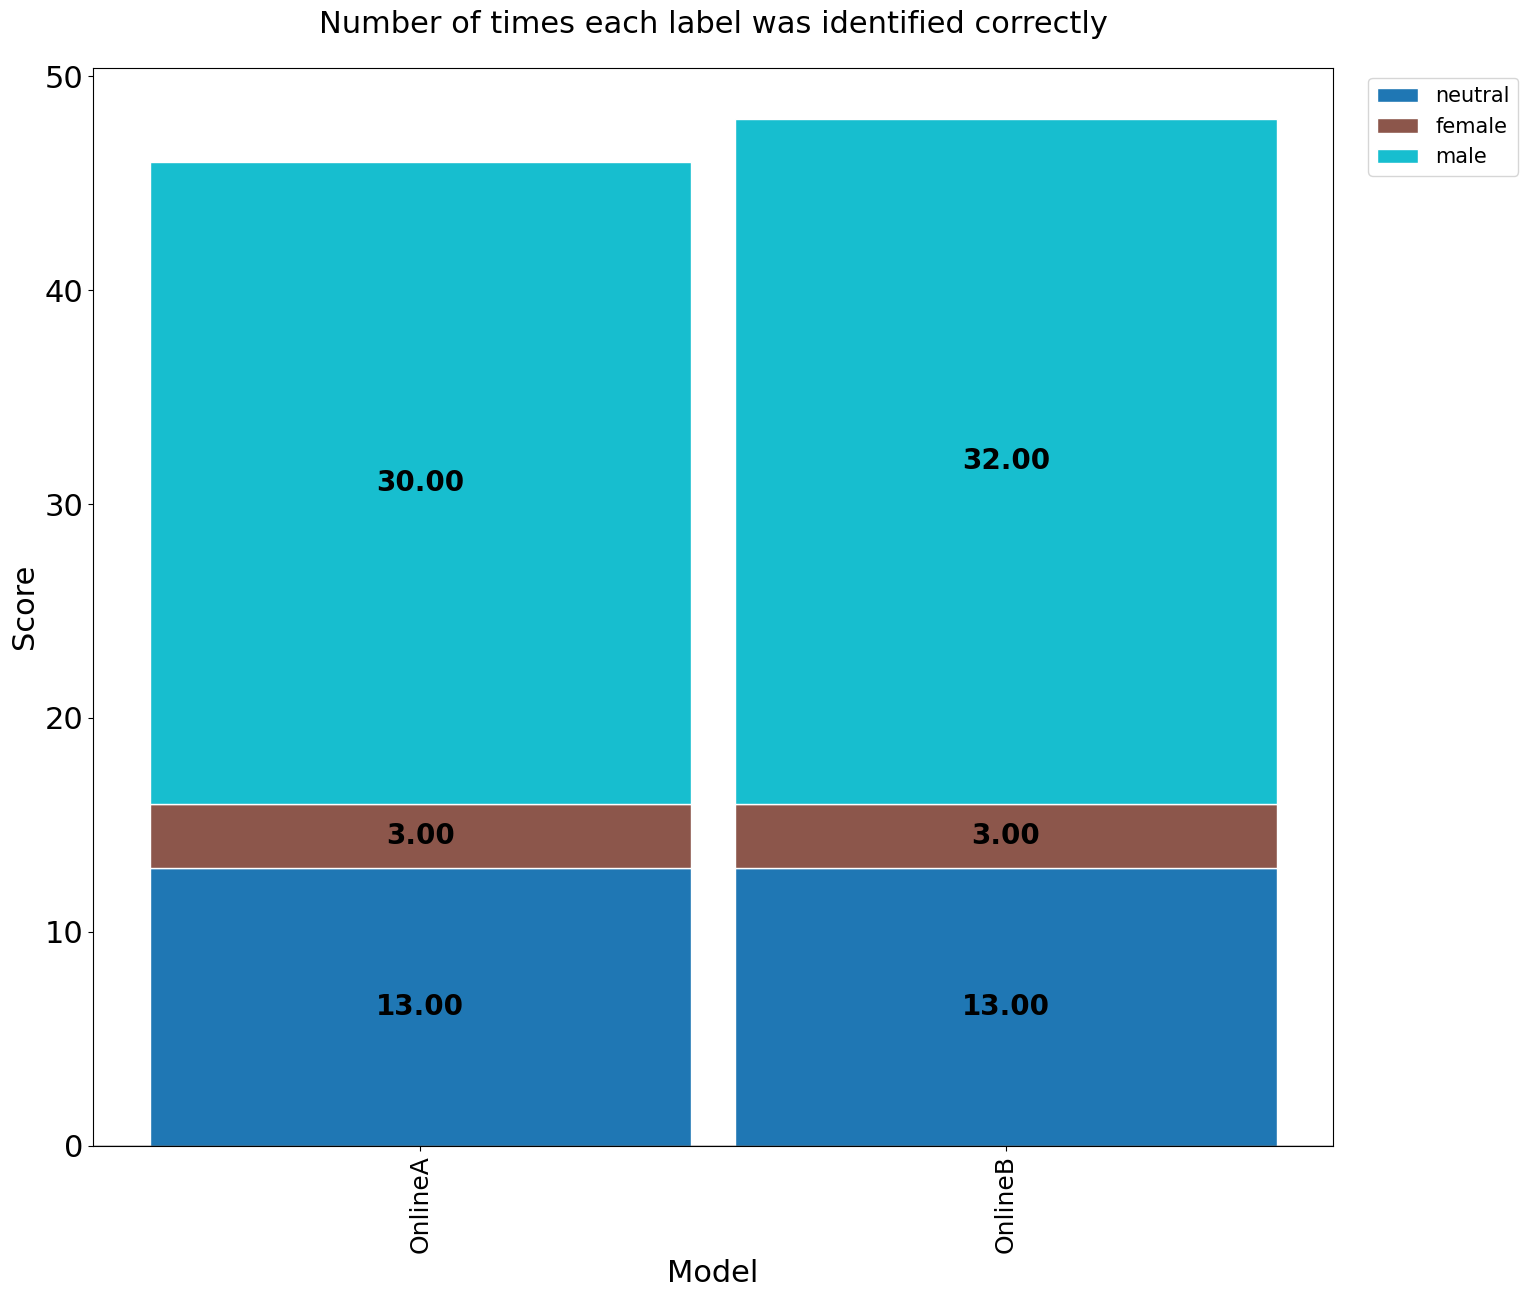 Number of times each label was identified correctly
neutral
female
male
50
40
30
20
10
0
Score
30.00
32.00
3.00
3.00
13.00
13.00
OnlineA
OnlineB
Model